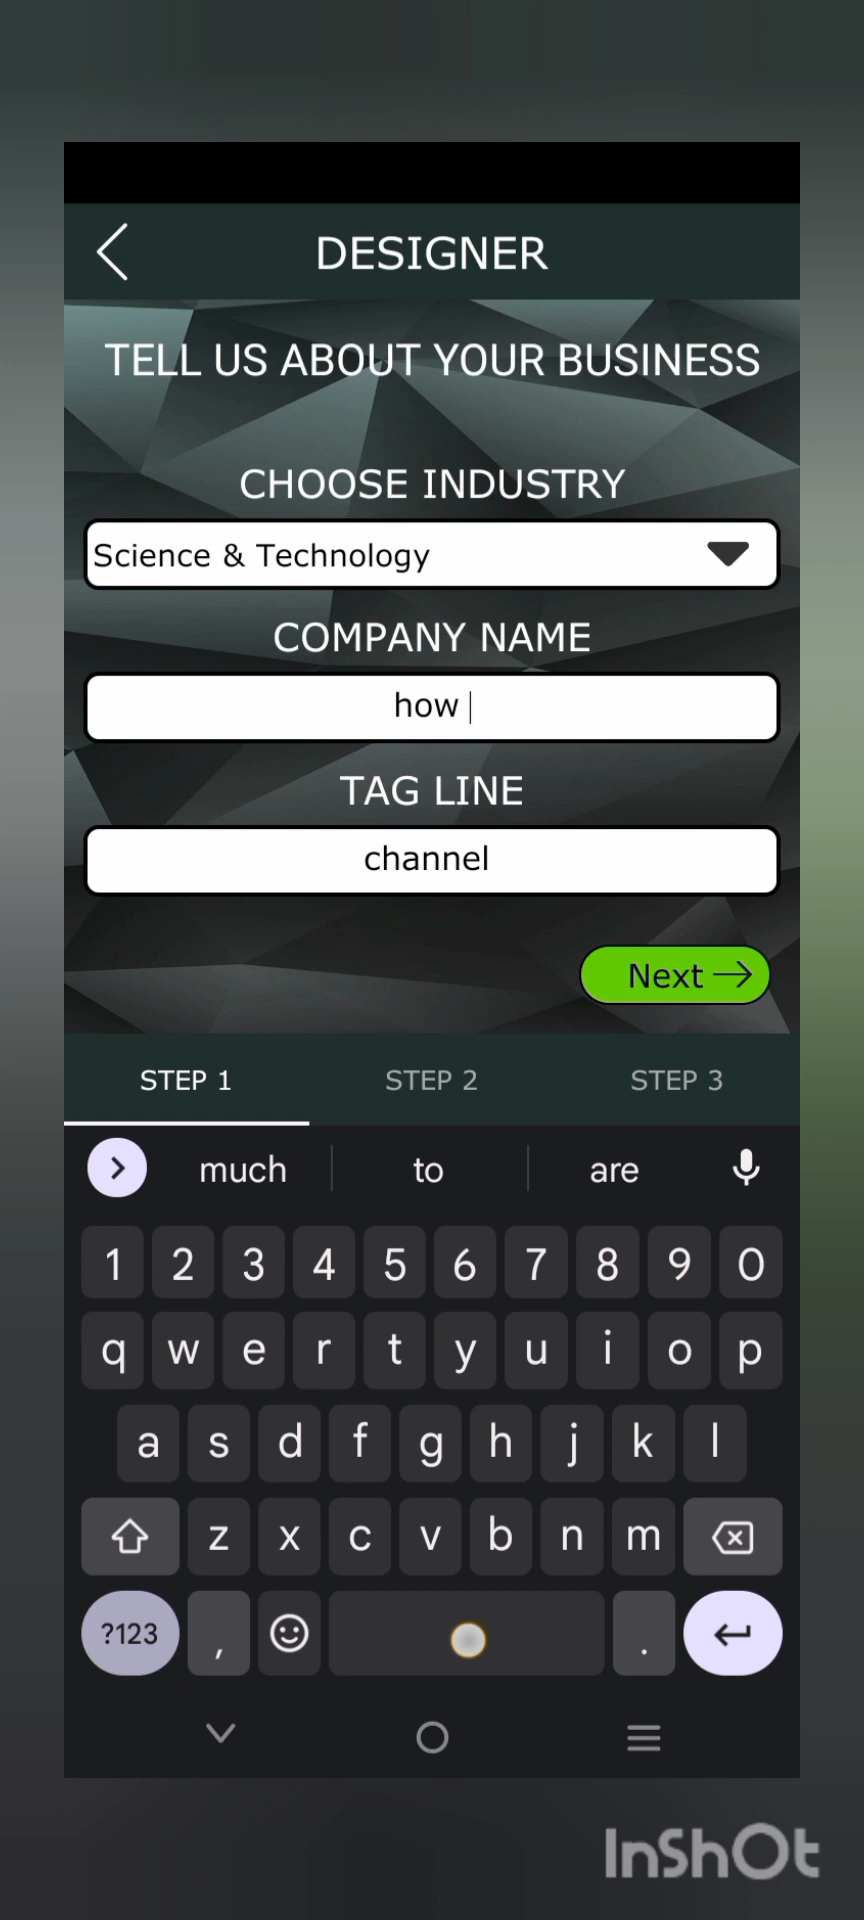 DESIGNER
TELL US ABOUT YOUR BUSINESS
CHOOSE INDUSTRY
Science & Technology
COMPANY NAME
how
TAG LINE
channel
Next
STEP 1 STEP 2 STEP 3
much to are
1 2 3 4 5 6 7 8 9 0
q w e r t y u i o p
a s d f g h j k l
z x c v b n m
?123 , .
InShOt